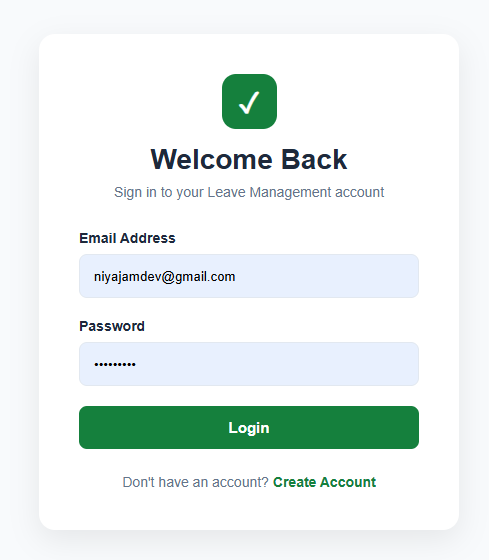 ✓
Welcome Back
Sign in to your Leave Management account
Email Address
niyajamdev@gmail.com
Password
•••••••••
Login
Don't have an account? Create Account